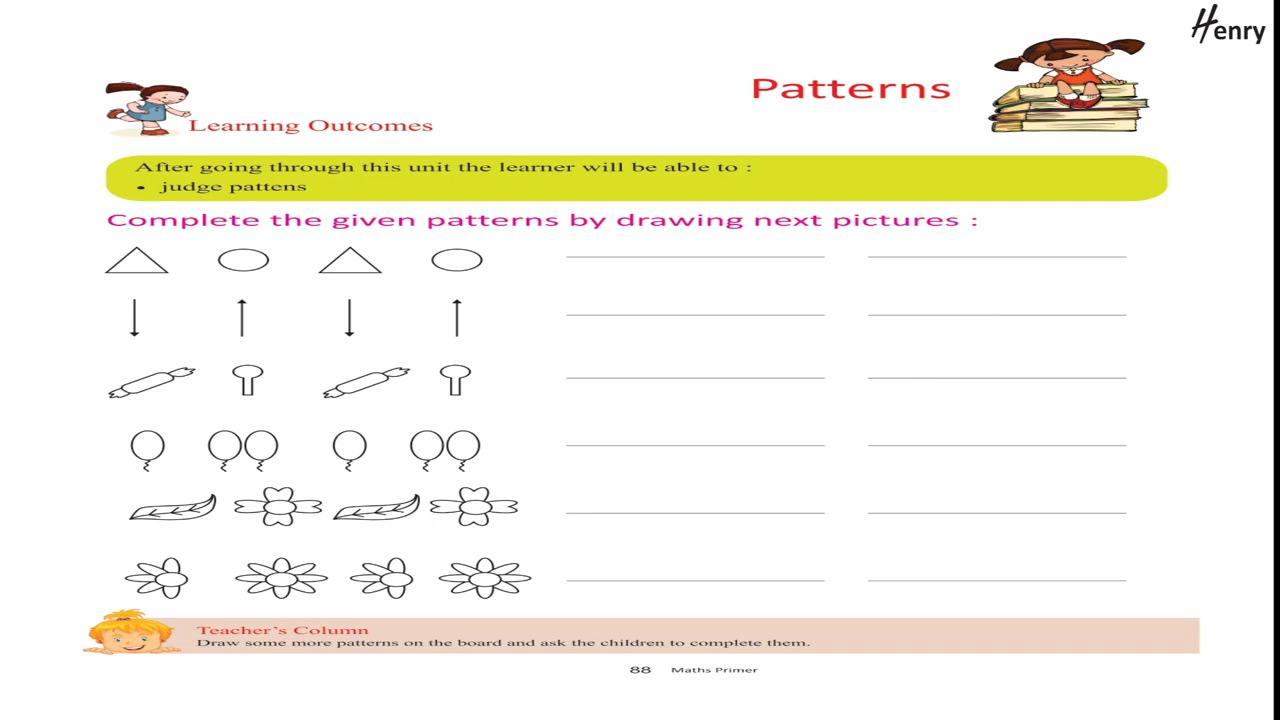 Henry
Patterns
Learning Outcomes
After going through this unit the learner will be able to :
• judge pattens
Complete the given patterns by drawing next pictures :
Teacher's Column
Draw some more patterns on the board and ask the children to complete them.
88 Maths Primer